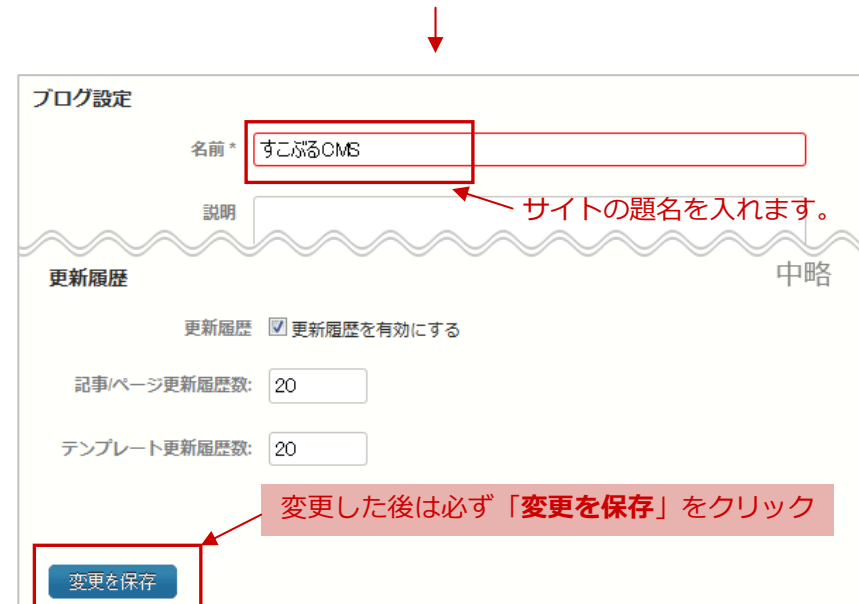 ブログ設定
名前 * すこぶるCMS
サイトの題名を入れます。
説明
中略
更新履歴
更新履歴 更新履歴を有効にする
記事/ページ更新履歴数: 20
テンプレート更新履歴数: 20
変更した後は必ず「変更を保存」をクリック
変更を保存